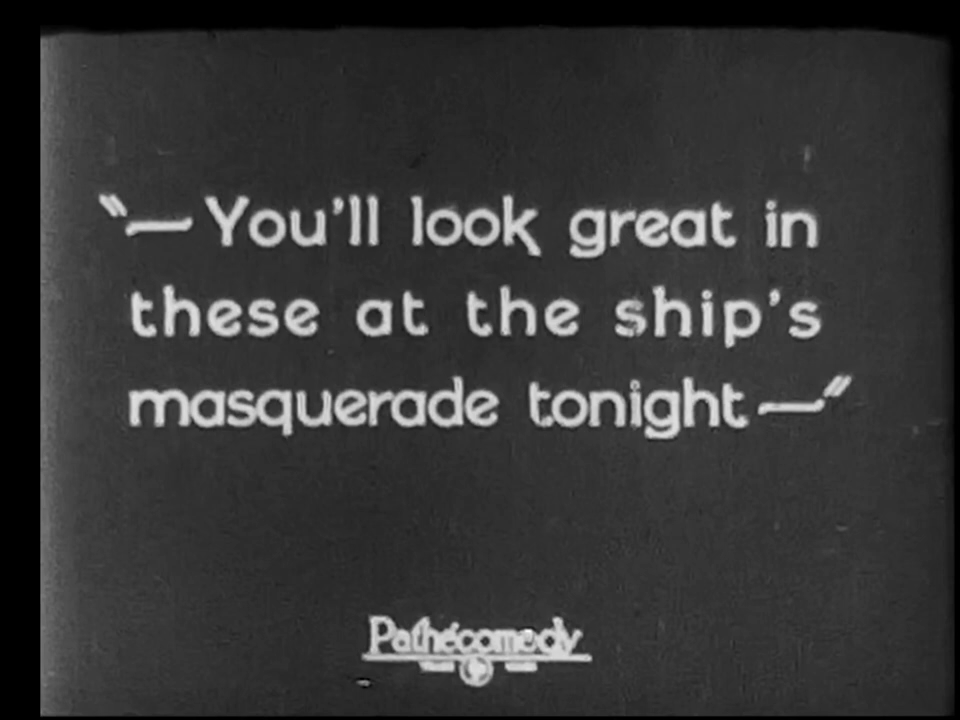 "—You'll look great in
these at the ship's
masquerade tonight—"
Pathécomedy